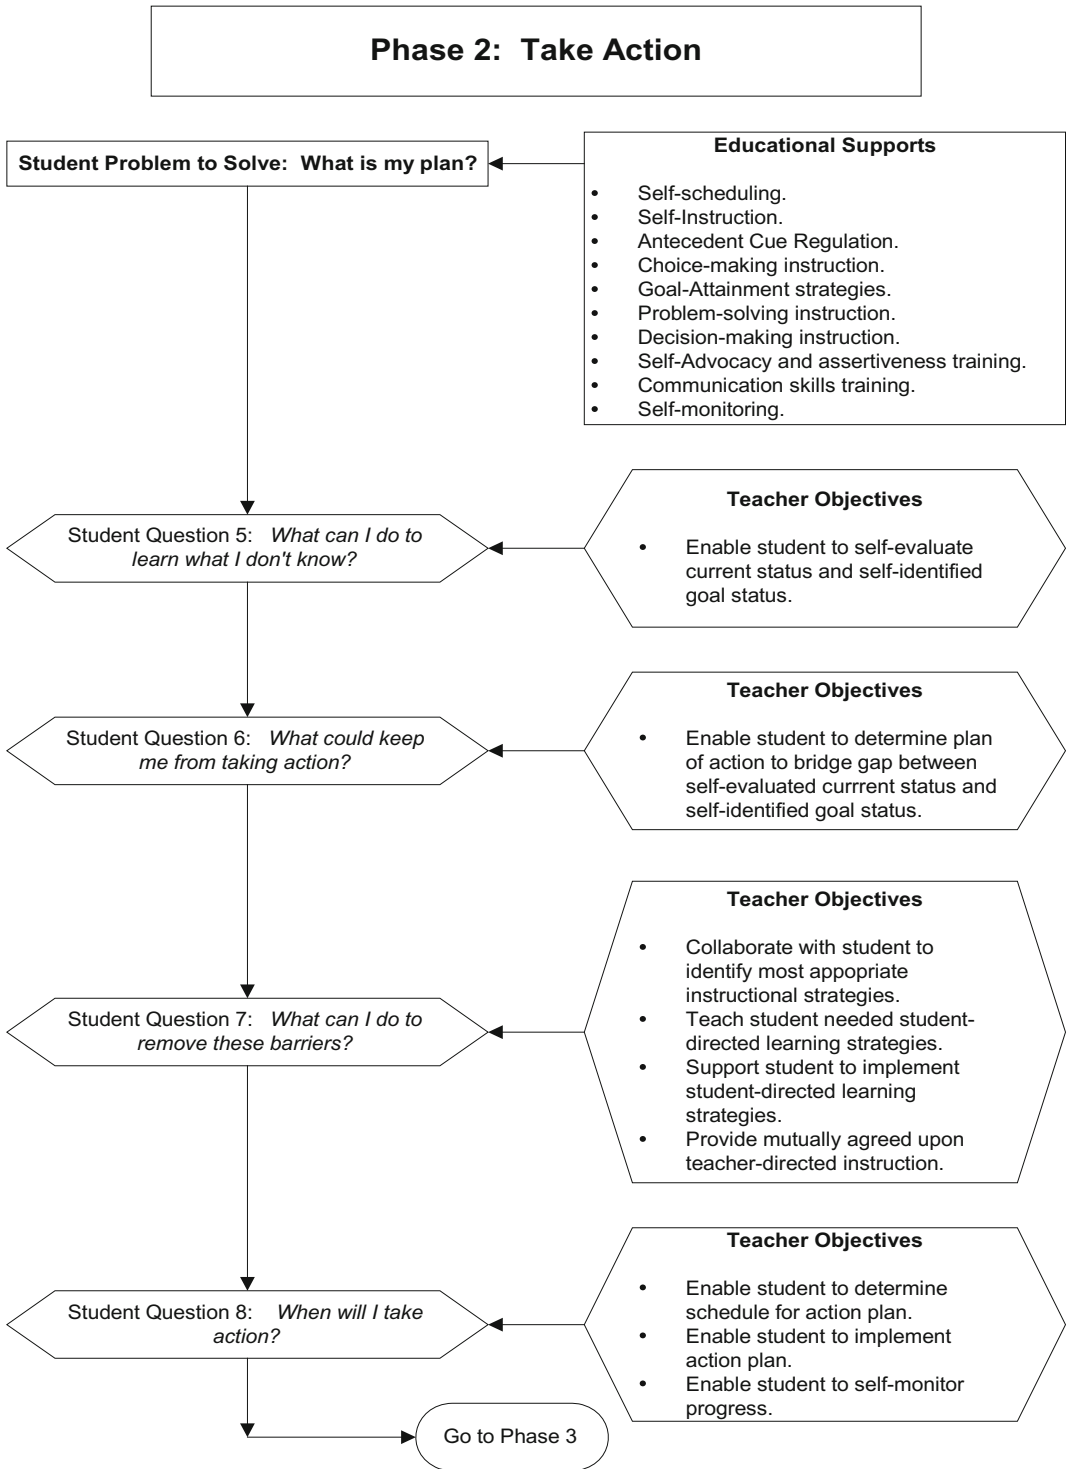 Phase 2: Take Action
Student Problem to Solve: What is my plan?
Educational Supports
• Self-scheduling.
• Self-Instruction.
• Antecedent Cue Regulation.
• Choice-making instruction.
• Goal-Attainment strategies.
• Problem-solving instruction.
• Decision-making instruction.
• Self-Advocacy and assertiveness training.
• Communication skills training.
• Self-monitoring.
Student Question 5: What can I do to
learn what I don't know?
Teacher Objectives
• Enable student to self-evaluate
current status and self-identified
goal status.
Student Question 6: What could keep
me from taking action?
Teacher Objectives
• Enable student to determine plan
of action to bridge gap between
self-evaluated currrent status and
self-identified goal status.
Student Question 7: What can I do to
remove these barriers?
Teacher Objectives
• Collaborate with student to
identify most appopriate
instructional strategies.
• Teach student needed student-
directed learning strategies.
• Support student to implement
student-directed learning
strategies.
• Provide mutually agreed upon
teacher-directed instruction.
Student Question 8: When will I take
action?
Teacher Objectives
• Enable student to determine
schedule for action plan.
• Enable student to implement
action plan.
• Enable student to self-monitor
progress.
Go to Phase 3